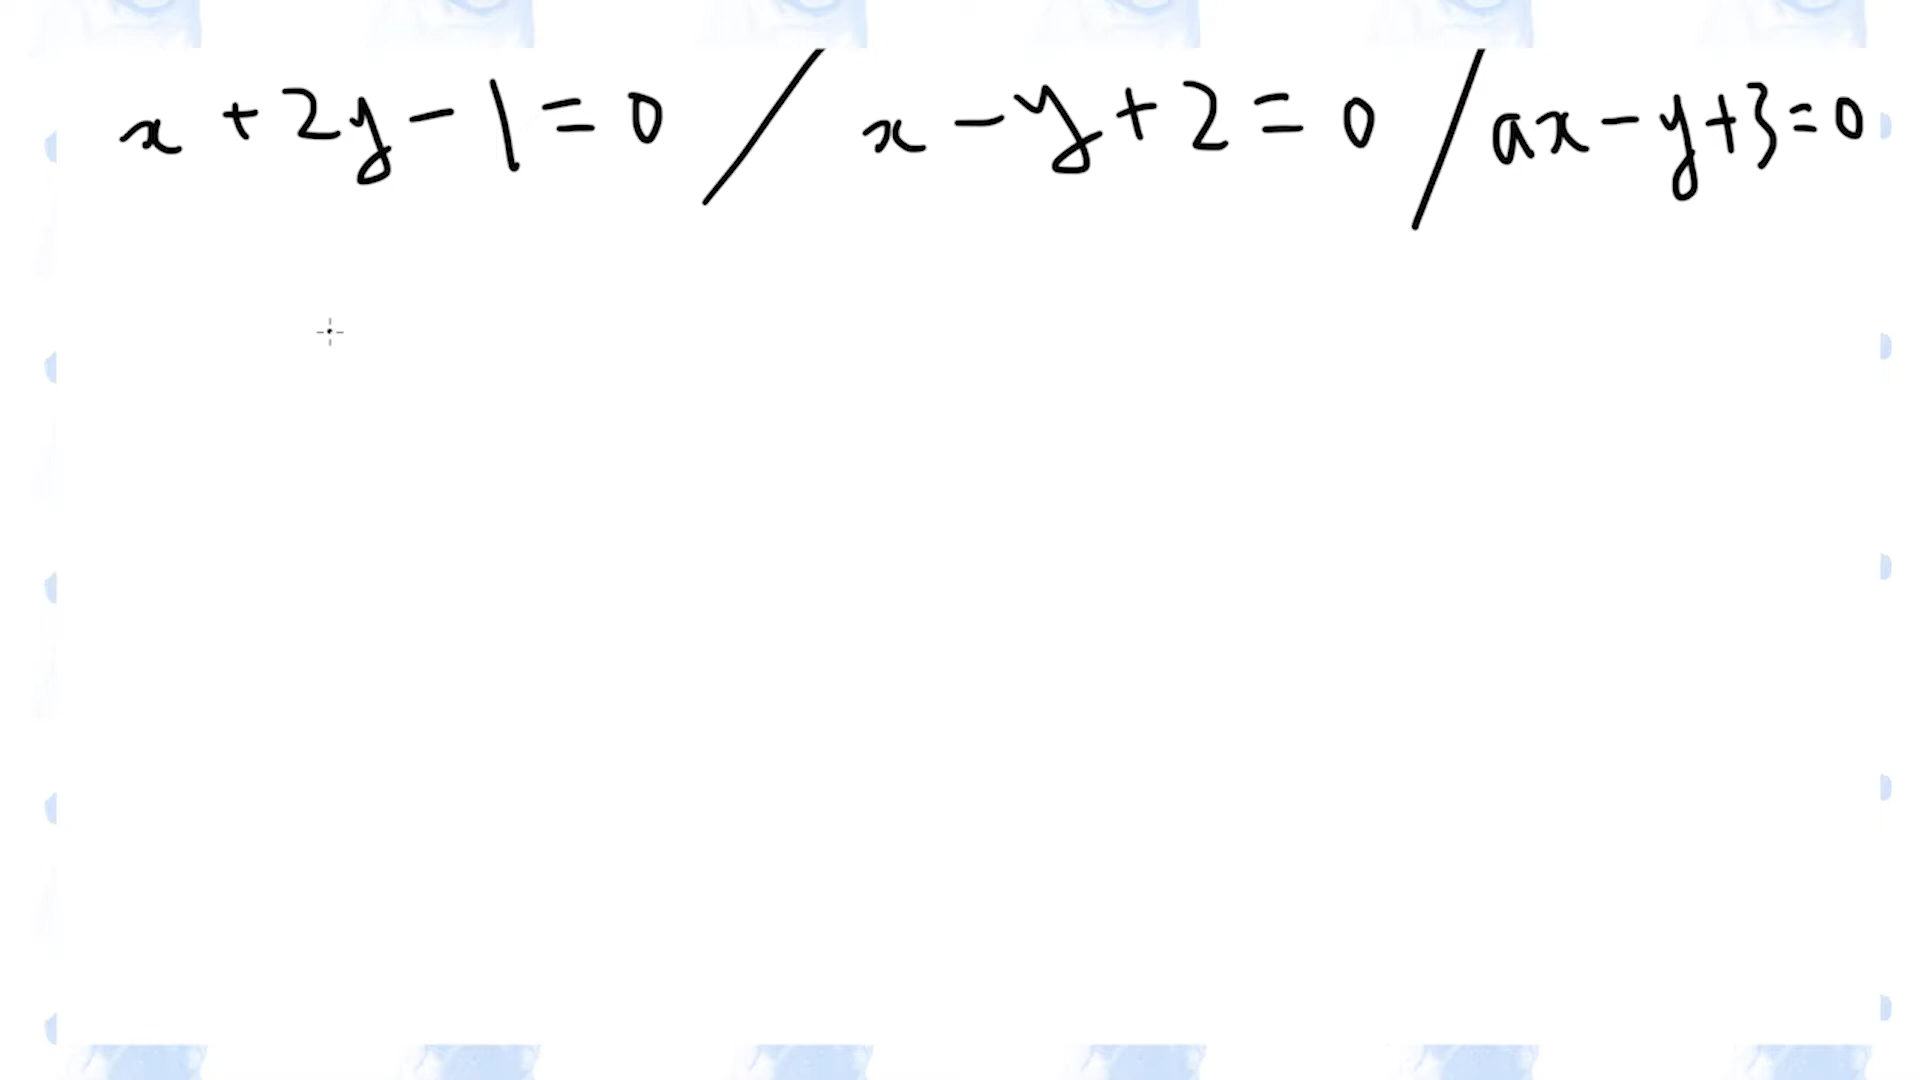 x + 2y - 1 = 0 / x - y + 2 = 0 / ax - y + 3 = 0